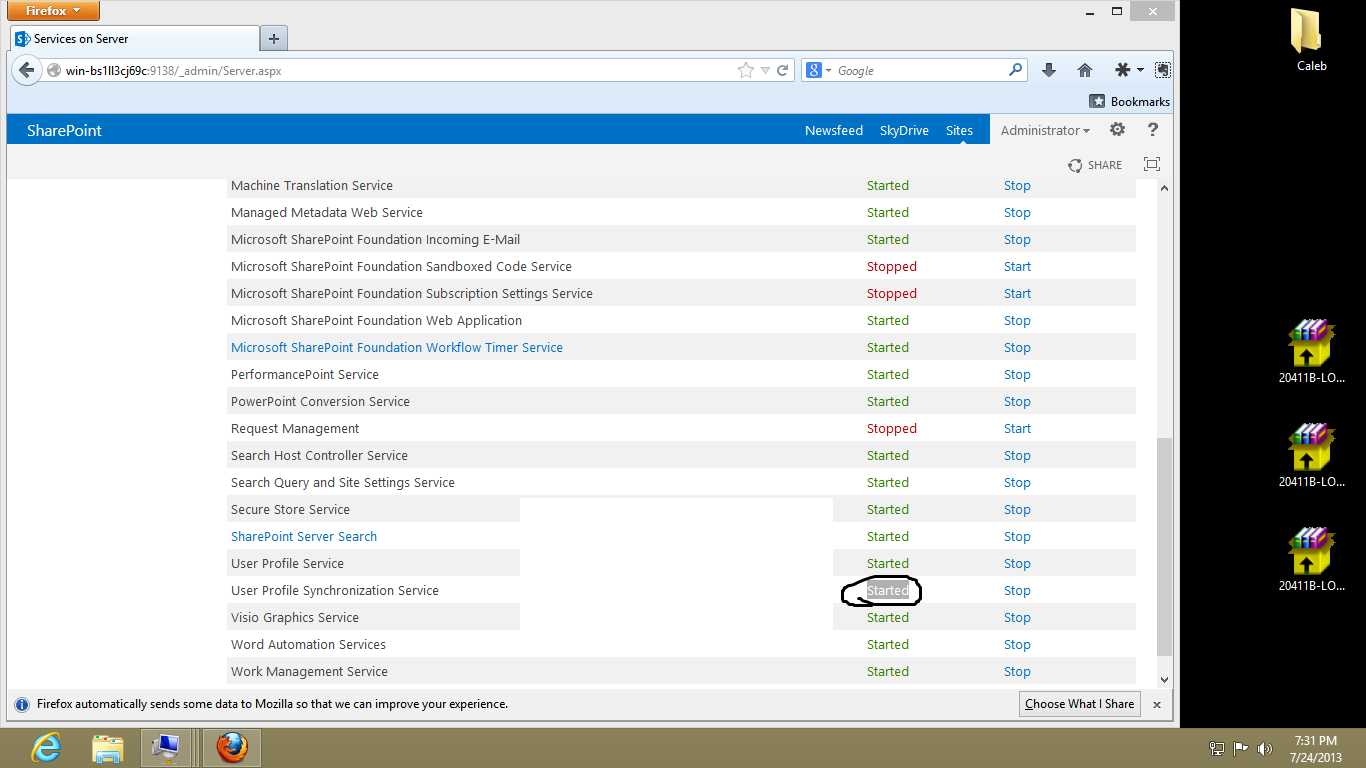 Firefox
Services on Server
win-bs1ll3cj69c:9138/_admin/Server.aspx
Google
Bookmarks
SharePoint Newsfeed SkyDrive Sites Administrator ?
SHARE
Machine Translation Service Started Stop
Managed Metadata Web Service Started Stop
Microsoft SharePoint Foundation Incoming E-Mail Started Stop
Microsoft SharePoint Foundation Sandboxed Code Service Stopped Start
Microsoft SharePoint Foundation Subscription Settings Service Stopped Start
Microsoft SharePoint Foundation Web Application Started Stop
Microsoft SharePoint Foundation Workflow Timer Service Started Stop
PerformancePoint Service Started Stop
PowerPoint Conversion Service Started Stop
Request Management Stopped Start
Search Host Controller Service Started Stop
Search Query and Site Settings Service Started Stop
Secure Store Service Started Stop
SharePoint Server Search Started Stop
User Profile Service Started Stop
User Profile Synchronization Service Started Stop
Visio Graphics Service Started Stop
Word Automation Services Started Stop
Work Management Service Started Stop
Firefox automatically sends some data to Mozilla so that we can improve your experience. Choose What I Share
Caleb
20411B-LO...
20411B-LO...
20411B-LO...
7:31 PM
7/24/2013